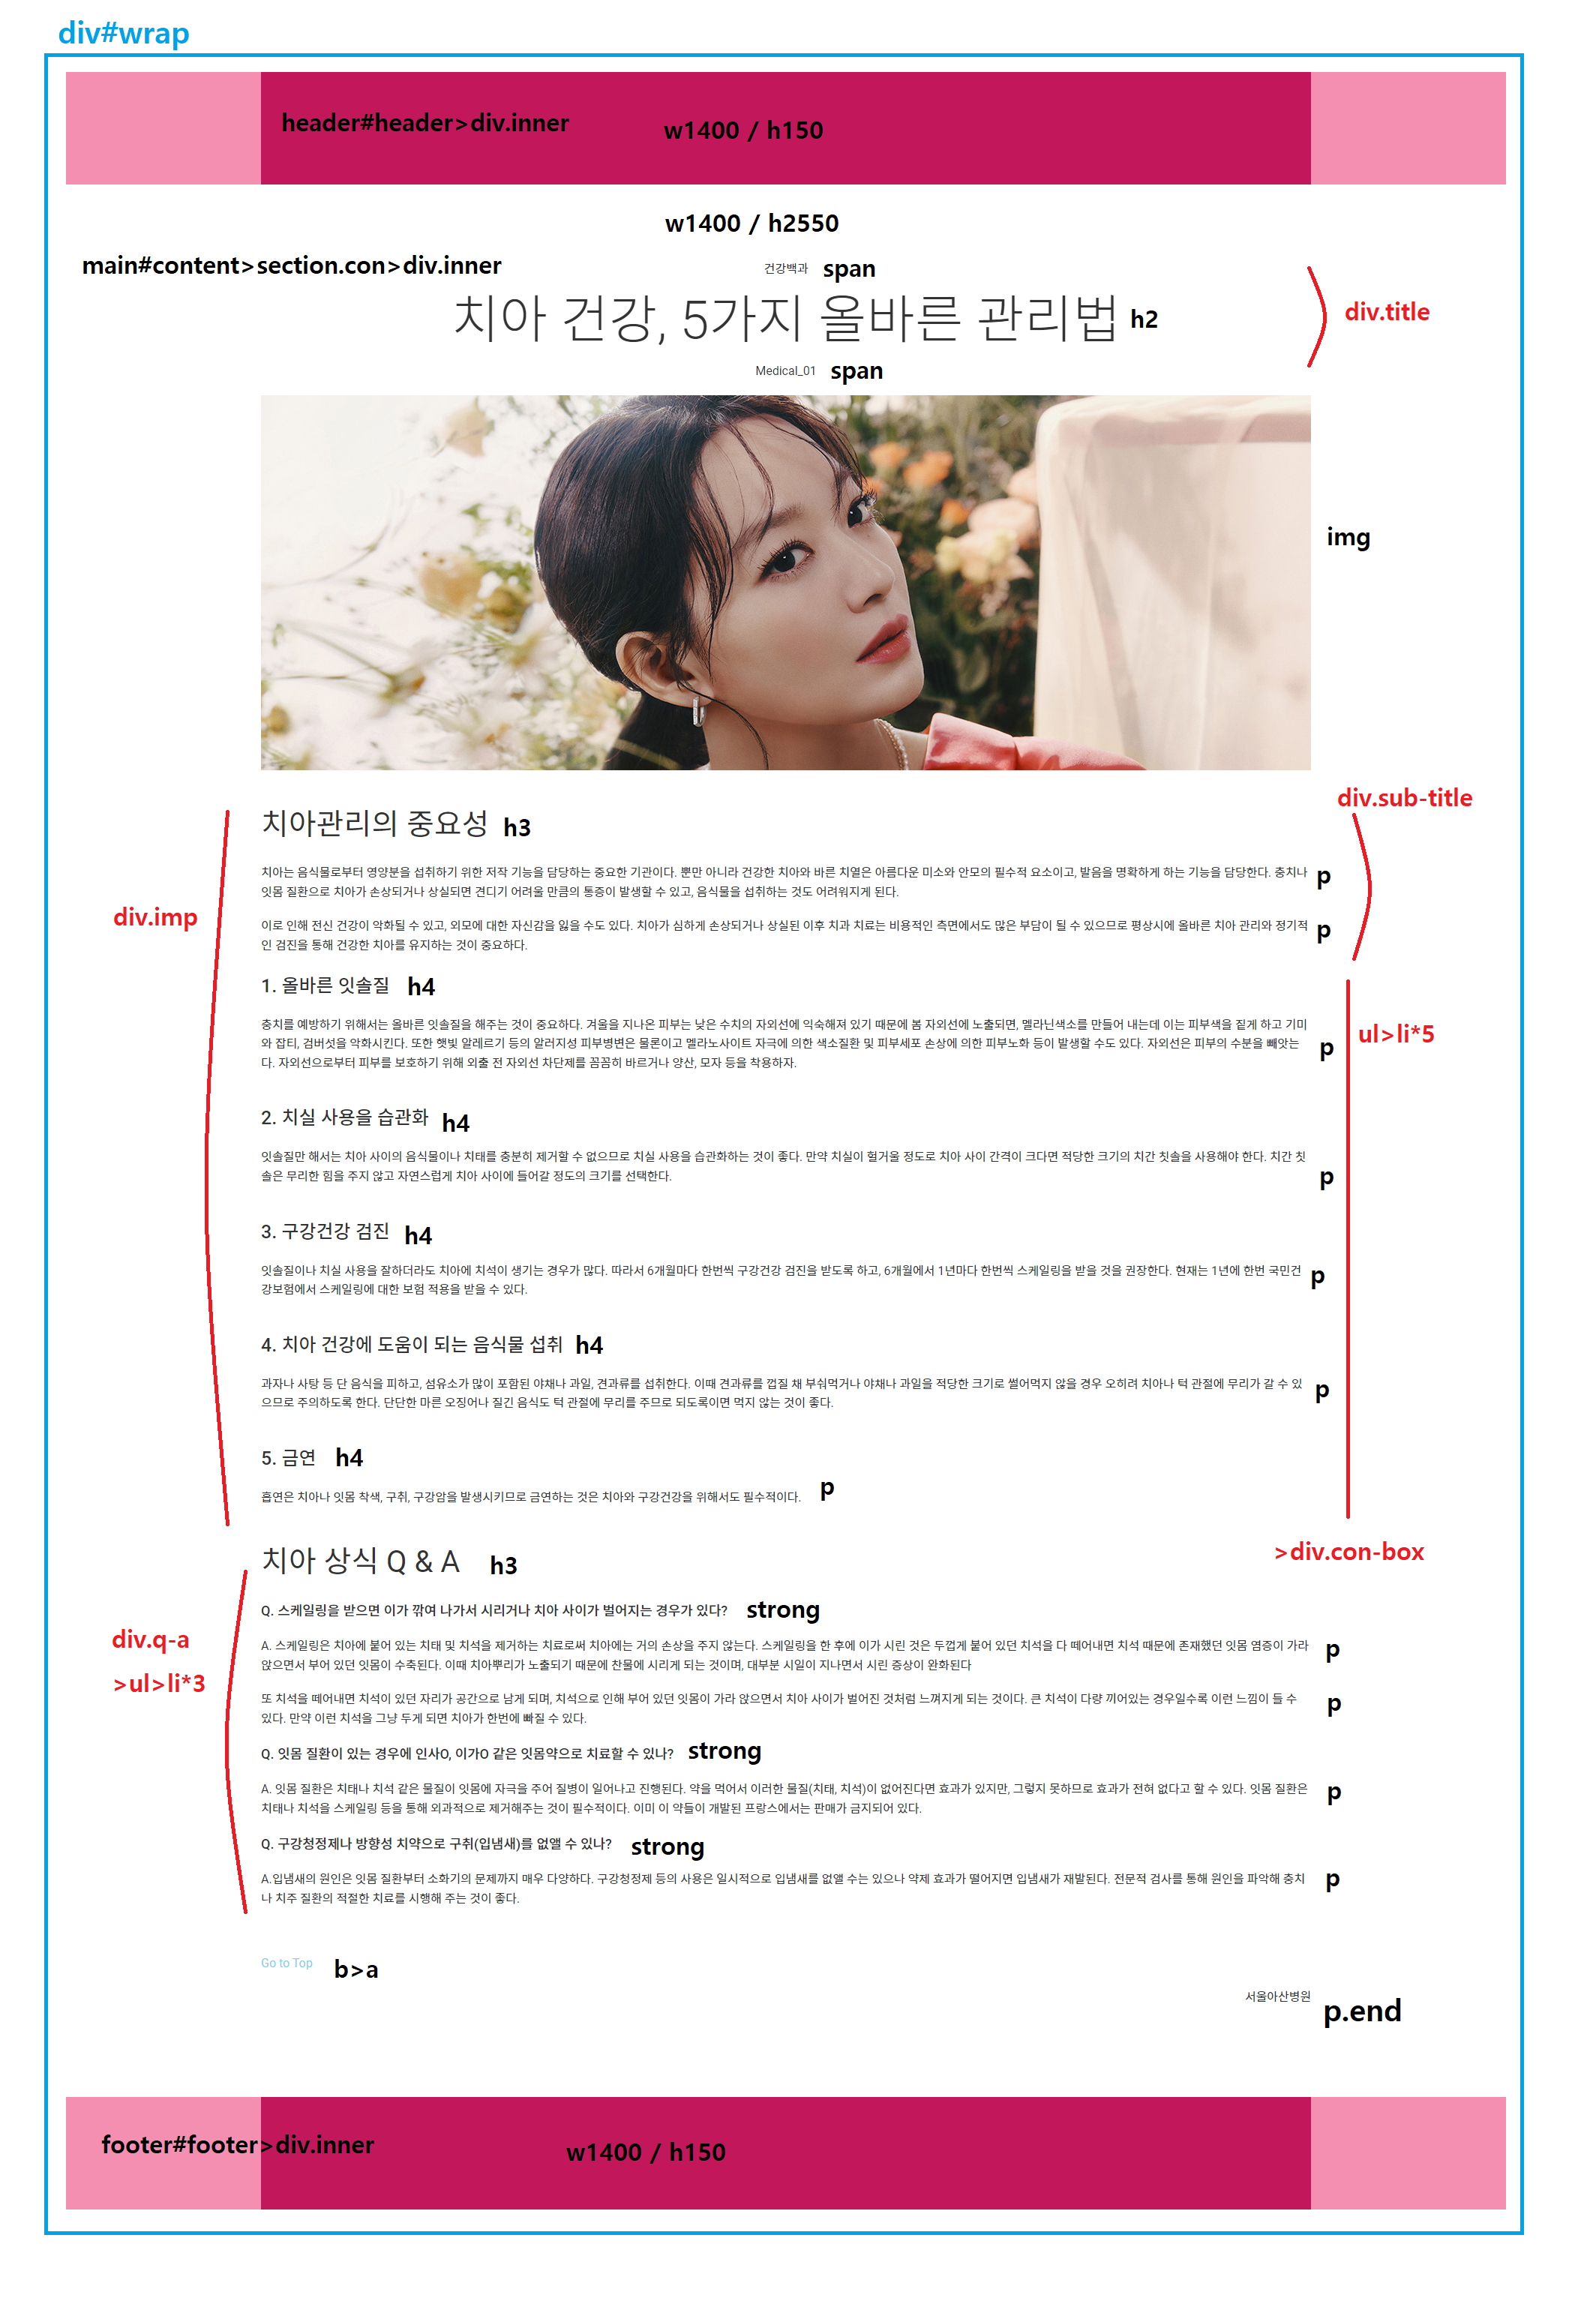 div#wrap
header#header>div.inner
w1400 / h150
w1400 / h2550
main#content>section.con>div.inner
건강백과 span
치아 건강, 5가지 올바른 관리법 h2
div.title
Medical_01 span
img
div.sub-title
치아관리의 중요성 h3
치아는 음식물로부터 영양분을 섭취하기 위한 저작 기능을 담당하는 중요한 기관이다. 뿐만 아니라 건강한 치아와 바른 치열은 아름다운 미소와 안모의 필수적 요소이고, 발음을 명확하게 하는 기능을 담당한다. 충치나
잇몸 질환으로 치아가 손상되거나 상실되면 견디기 어려울 만큼의 통증이 발생할 수 있고, 음식물을 섭취하는 것도 어려워지게 된다.
p
div.imp
이로 인해 전신 건강이 악화될 수 있고, 외모에 대한 자신감을 잃을 수도 있다. 치아가 심하게 손상되거나 상실된 이후 치과 치료는 비용적인 측면에서도 많은 부담이 될 수 있으므로 평상시에 올바른 치아 관리와 정기적
인 검진을 통해 건강한 치아를 유지하는 것이 중요하다.
p
1. 올바른 잇솔질 h4
충치를 예방하기 위해서는 올바른 잇솔질을 해주는 것이 중요하다. 겨울을 지나온 피부는 낮은 수치의 자외선에 익숙해져 있기 때문에 봄 자외선에 노출되면, 멜라닌색소를 만들어 내는데 이는 피부색을 짙게 하고 기미
와 잡티, 검버섯을 악화시킨다. 또한 햇빛 알레르기 등의 알러지성 피부병변은 물론이고 멜라노사이트 자극에 의한 색소질환 및 피부세포 손상에 의한 피부노화 등이 발생할 수도 있다. 자외선은 피부의 수분을 빼앗는
다. 자외선으로부터 피부를 보호하기 위해 외출 전 자외선 차단제를 꼼꼼히 바르거나 양산, 모자 등을 착용하자.
p
ul>li*5
2. 치실 사용을 습관화 h4
잇솔질만 해서는 치아 사이의 음식물이나 치태를 충분히 제거할 수 없으므로 치실 사용을 습관화하는 것이 좋다. 만약 치실이 헐거울 정도로 치아 사이 간격이 크다면 적당한 크기의 치간 칫솔을 사용해야 한다. 치간 칫
솔은 무리한 힘을 주지 않고 자연스럽게 치아 사이에 들어갈 정도의 크기를 선택한다.
p
3. 구강건강 검진 h4
잇솔질이나 치실 사용을 잘하더라도 치아에 치석이 생기는 경우가 많다. 따라서 6개월마다 한번씩 구강건강 검진을 받도록 하고, 6개월에서 1년마다 한번씩 스케일링을 받을 것을 권장한다. 현재는 1년에 한번 국민건
강보험에서 스케일링에 대한 보험 적용을 받을 수 있다.
p
4. 치아 건강에 도움이 되는 음식물 섭취 h4
과자나 사탕 등 단 음식을 피하고, 섬유소가 많이 포함된 야채나 과일, 견과류를 섭취한다. 이때 견과류를 껍질 채 부숴먹거나 야채나 과일을 적당한 크기로 썰어먹지 않을 경우 오히려 치아나 턱 관절에 무리가 갈 수 있
으므로 주의하도록 한다. 단단한 마른 오징어나 질긴 음식도 턱 관절에 무리를 주므로 되도록이면 먹지 않는 것이 좋다.
p
5. 금연 h4
흡연은 치아나 잇몸 착색, 구취, 구강암을 발생시키므로 금연하는 것은 치아와 구강건강을 위해서도 필수적이다. p
>div.con-box
치아 상식 Q & A h3
Q. 스케일링을 받으면 이가 깎여 나가서 시리거나 치아 사이가 벌어지는 경우가 있다? strong
div.q-a
>ul>li*3
A. 스케일링은 치아에 붙어 있는 치태 및 치석을 제거하는 치료로써 치아에는 거의 손상을 주지 않는다. 스케일링을 한 후에 이가 시린 것은 두껍게 붙어 있던 치석을 다 떼어내면 치석 때문에 존재했던 잇몸 염증이 가라
앉으면서 부어 있던 잇몸이 수축된다. 이때 치아뿌리가 노출되기 때문에 찬물에 시리게 되는 것이며, 대부분 시일이 지나면서 시린 증상이 완화된다
p
또 치석을 떼어내면 치석이 있던 자리가 공간으로 남게 되며, 치석으로 인해 부어 있던 잇몸이 가라 앉으면서 치아 사이가 벌어진 것처럼 느껴지게 되는 것이다. 큰 치석이 다량 끼어있는 경우일수록 이런 느낌이 들 수
있다. 만약 이런 치석을 그냥 두게 되면 치아가 한번에 빠질 수 있다.
p
Q. 잇몸 질환이 있는 경우에 인사O, 이가O 같은 잇몸약으로 치료할 수 있나? strong
A. 잇몸 질환은 치태나 치석 같은 물질이 잇몸에 자극을 주어 질병이 일어나고 진행된다. 약을 먹어서 이러한 물질(치태, 치석)이 없어진다면 효과가 있지만, 그렇지 못하므로 효과가 전혀 없다고 할 수 있다. 잇몸 질환은
치태나 치석을 스케일링 등을 통해 외과적으로 제거해주는 것이 필수적이다. 이미 이 약들이 개발된 프랑스에서는 판매가 금지되어 있다.
p
Q. 구강청정제나 방향성 치약으로 구취(입냄새)를 없앨 수 있나? strong
A.입냄새의 원인은 잇몸 질환부터 소화기의 문제까지 매우 다양하다. 구강청정제 등의 사용은 일시적으로 입냄새를 없앨 수는 있으나 약제 효과가 떨어지면 입냄새가 재발된다. 전문적 검사를 통해 원인을 파악해 충치
나 치주 질환의 적절한 치료를 시행해 주는 것이 좋다.
p
Go to Top b>a
서울아산병원 p.end
footer#footer>div.inner
w1400 / h150